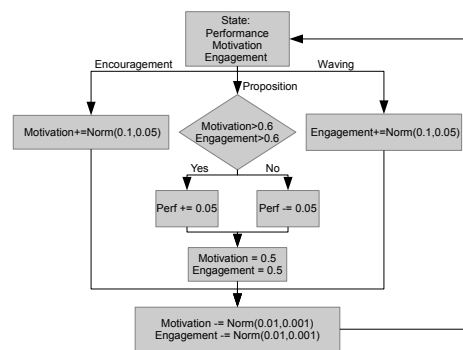 State:
Performance
Motivation
Engagement
Encouragement
Waving
Proposition
Motivation+=Norm(0.1,0.05)
Motivation>0.6
Engagement>0.6
Engagement+=Norm(0.1,0.05)
Yes
No
Perf += 0.05
Perf -= 0.05
Motivation = 0.5
Engagement = 0.5
Motivation -= Norm(0.01,0.001)
Engagement -= Norm(0.01,0.001)